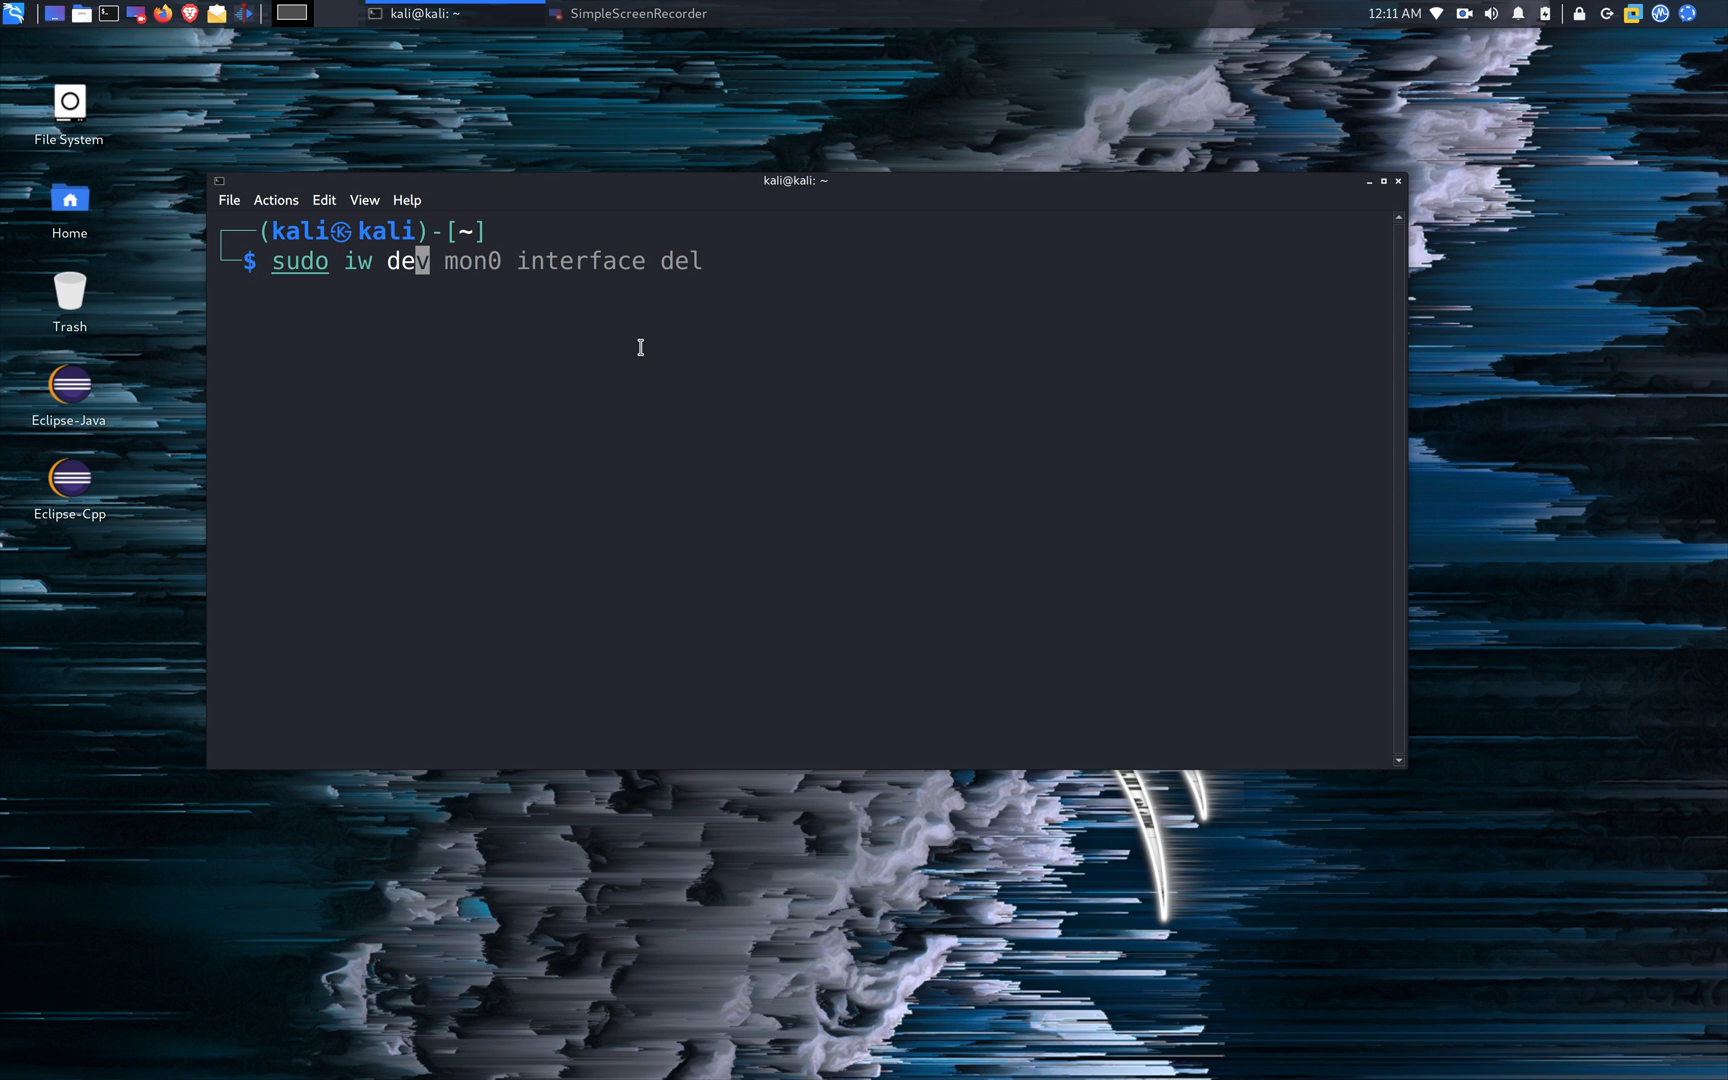 kali@kali: ~
SimpleScreenRecorder
12:11 AM
File System
Home
Trash
Eclipse-Java
Eclipse-Cpp
kali@kali: ~
File Actions Edit View Help
(kali㉿kali)-[~]
$ sudo iw dev mon0 interface del